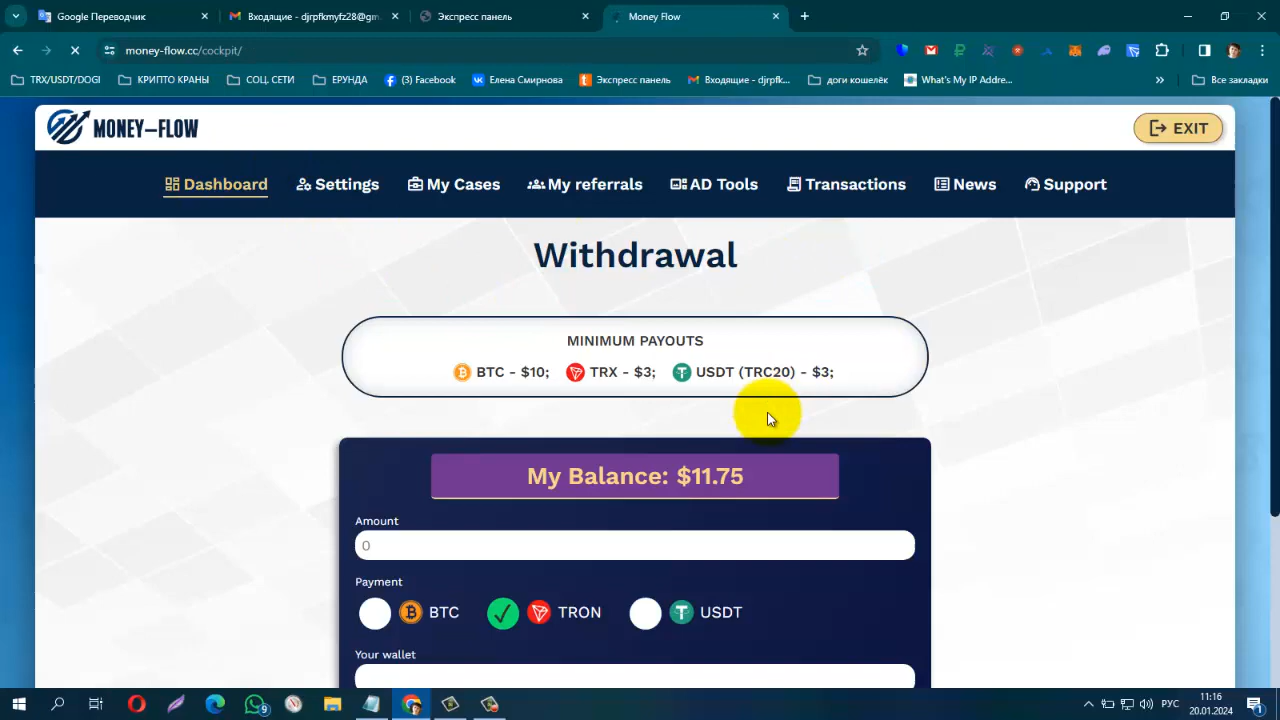 Google Переводчик
Входящие - djrpfkmyfz28@gm
Экспресс панель
Money Flow
money-flow.cc/cockpit/
TRX/USDT/DOGI
КРИПТО КРАНЫ
СОЦ. СЕТИ
ЕРУНДА
(3) Facebook
Елена Смирнова
Экспресс панель
Входящие - djrpfk...
доги кошелёк
What's My IP Addre...
»
Все закладки
MONEY-FLOW
EXIT
Dashboard
Settings
My Cases
My referrals
AD Tools
Transactions
News
Support
Withdrawal
MINIMUM PAYOUTS
BTC - $10; TRX - $3; USDT (TRC20) - $3;
My Balance: $11.75
Amount
0
Payment
BTC
TRON
USDT
Your wallet
9
РУС
11:16
20.01.2024
1